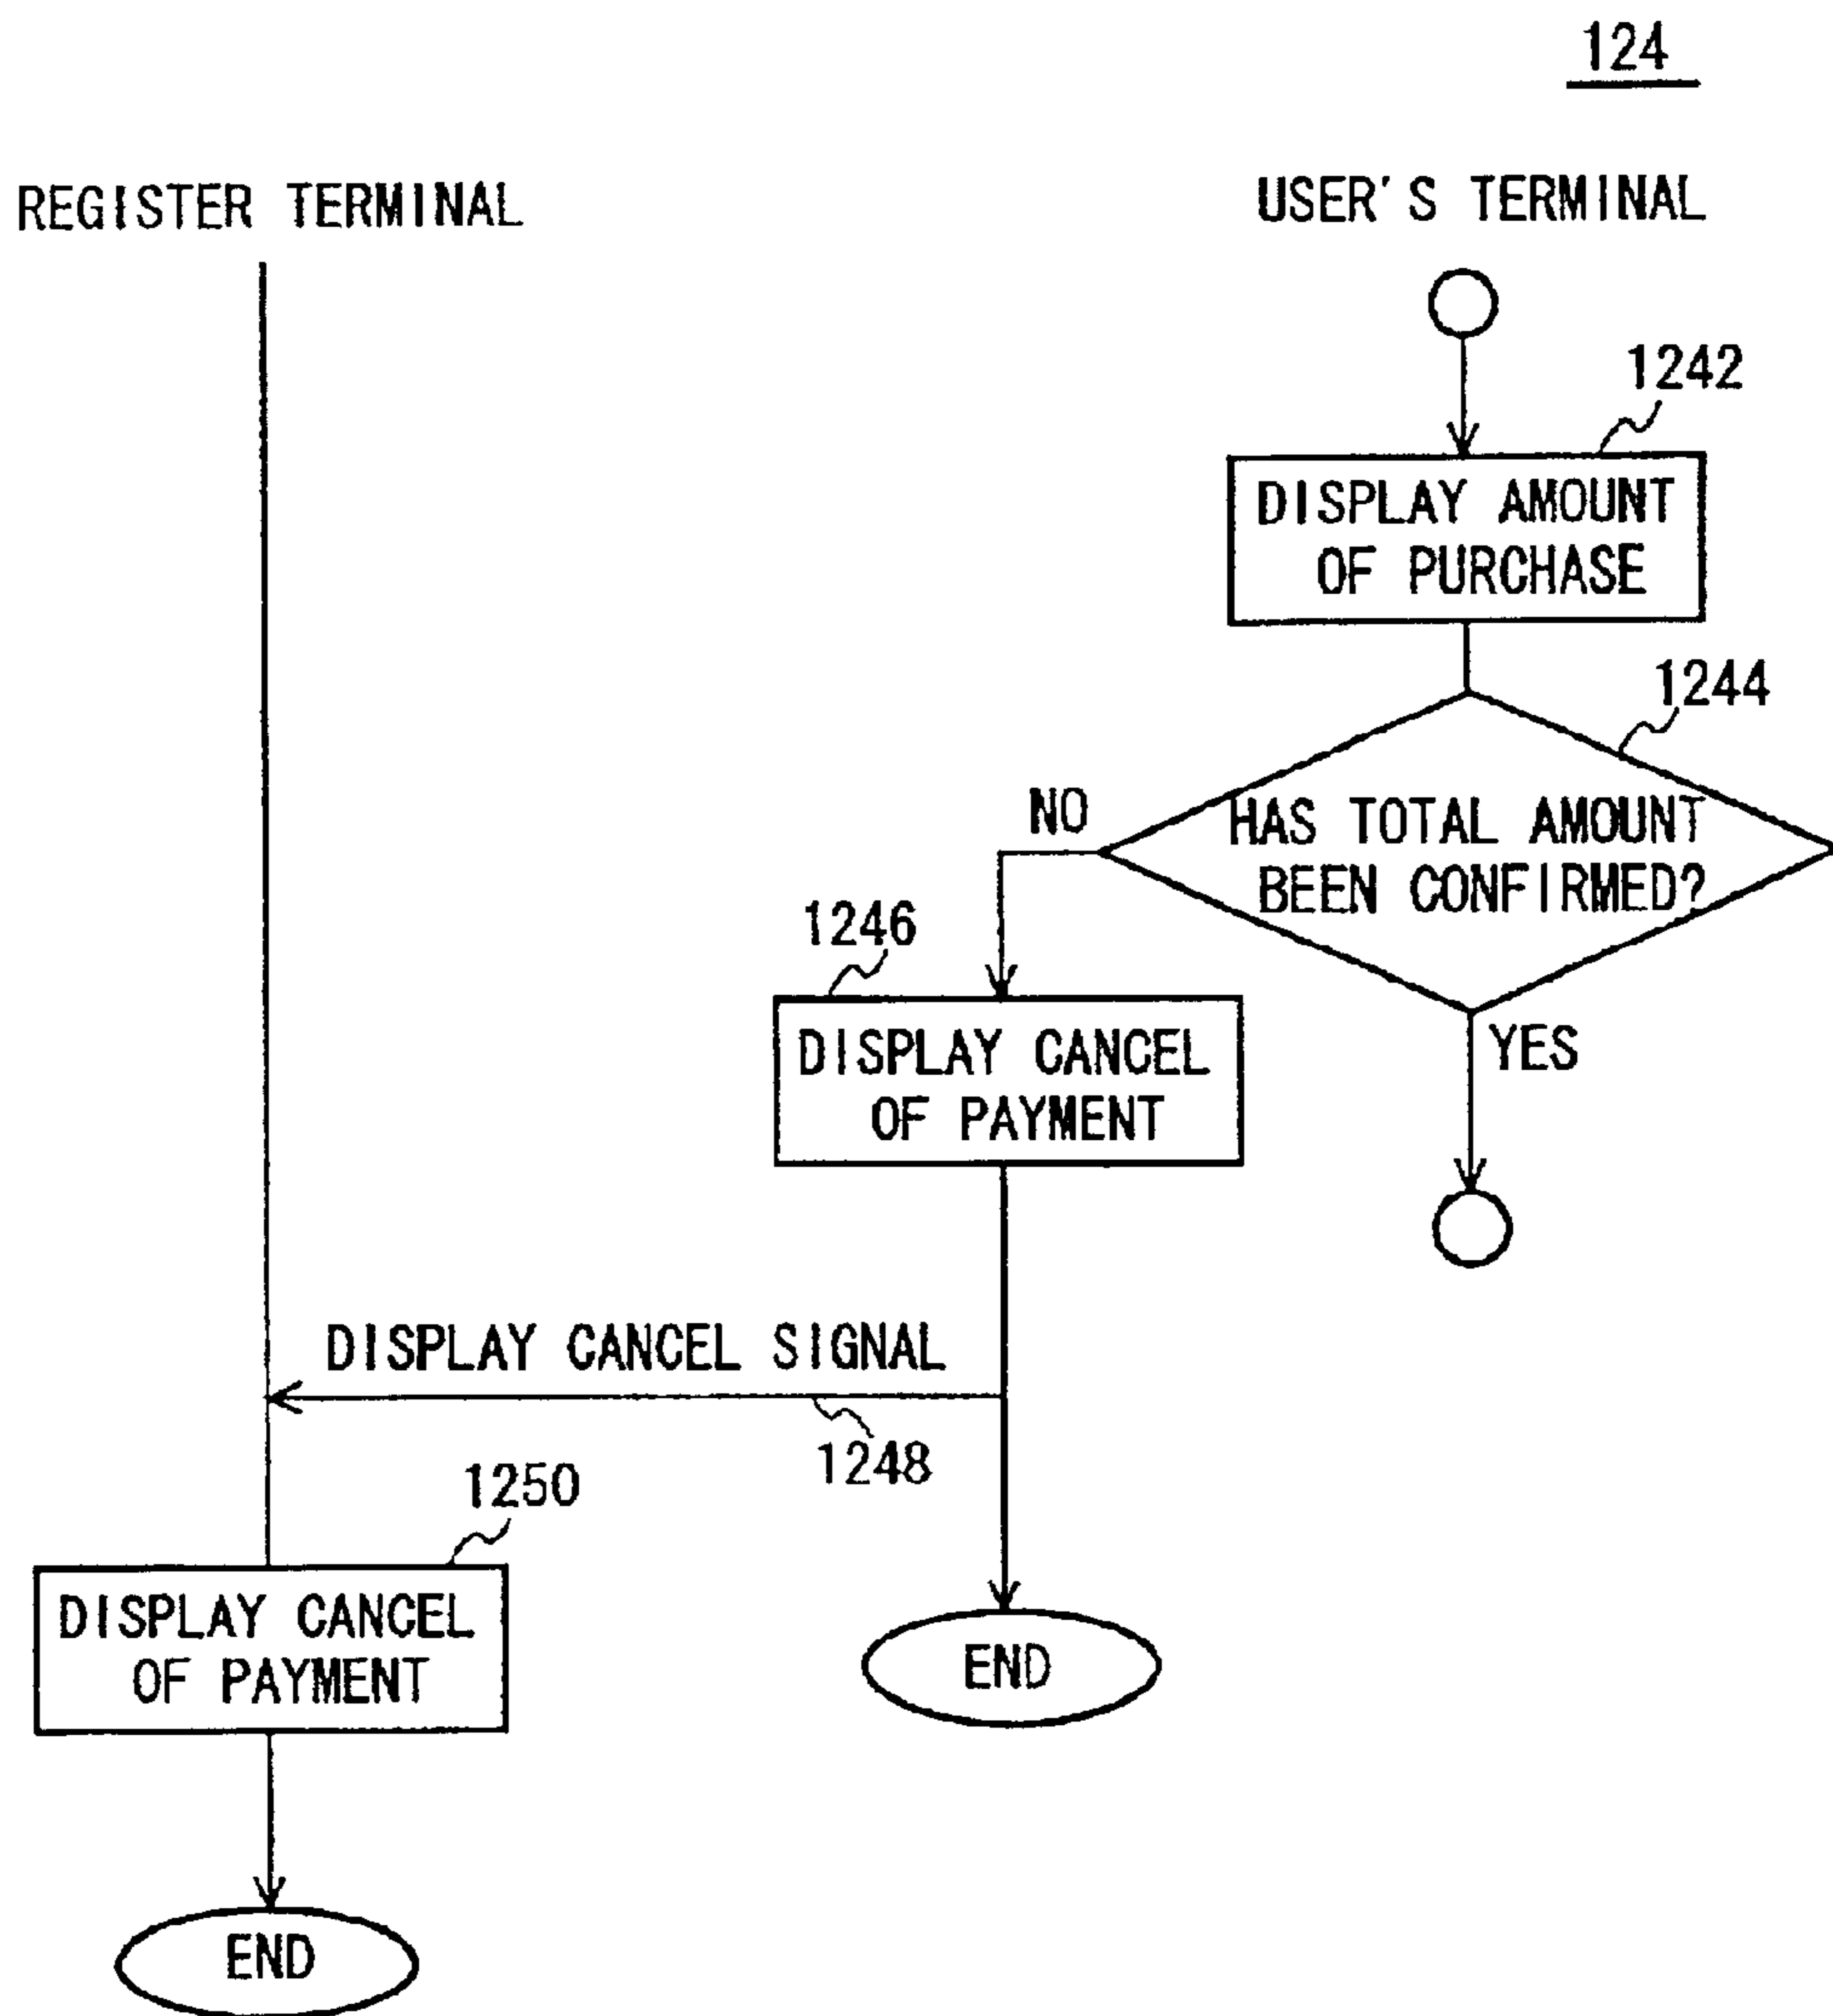 124
REGISTER TERMINAL
USER'S TERMINAL
1242
DISPLAY AMOUNT
OF PURCHASE
1244
HAS TOTAL AMOUNT
BEEN CONFIRMED?
NO
YES
1246
DISPLAY CANCEL
OF PAYMENT
DISPLAY CANCEL SIGNAL
1248
1250
DISPLAY CANCEL
OF PAYMENT
END
END